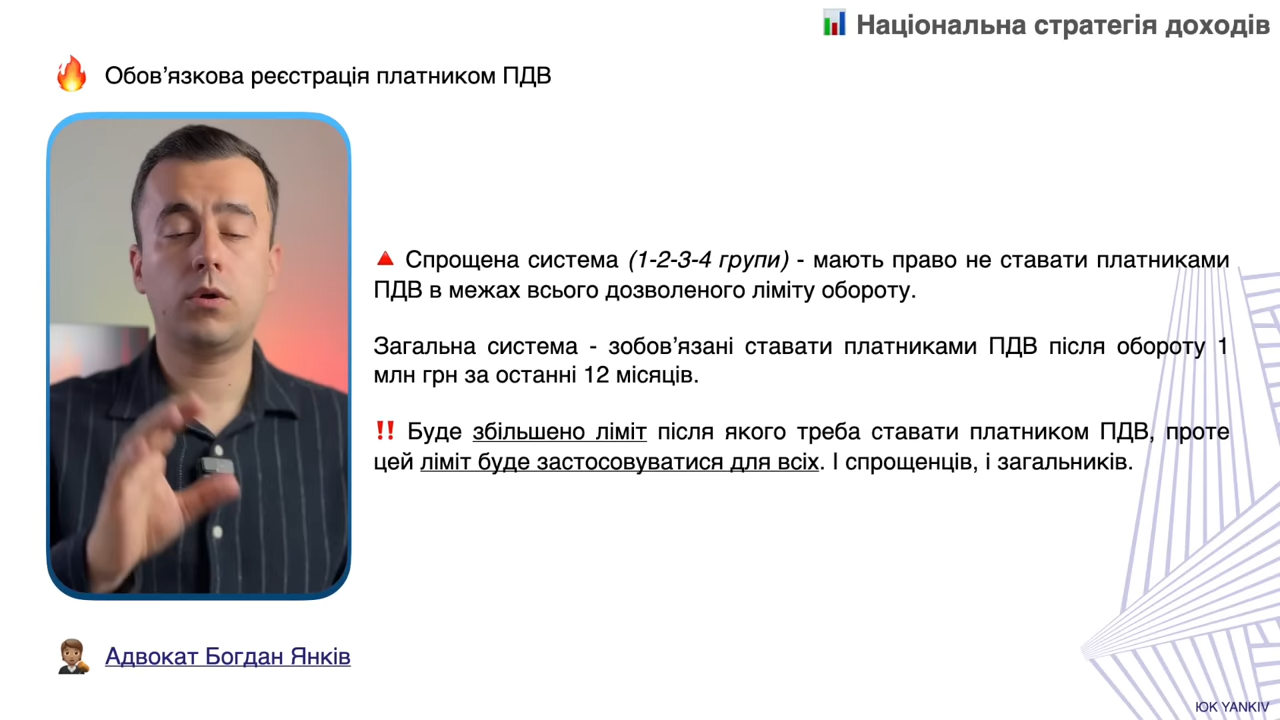 Національна стратегія доходів
Обов’язкова реєстрація платником ПДВ
Спрощена система (1-2-3-4 групи) - мають право не ставати платниками
ПДВ в межах всього дозволеного ліміту обороту.
Загальна система - зобов’язані ставати платниками ПДВ після обороту 1
млн грн за останні 12 місяців.
‼ Буде збільшено ліміт після якого треба ставати платником ПДВ, проте
цей ліміт буде застосовуватися для всіх. І спрощенців, і загальників.
Адвокат Богдан Янків
ЮК YANKIV